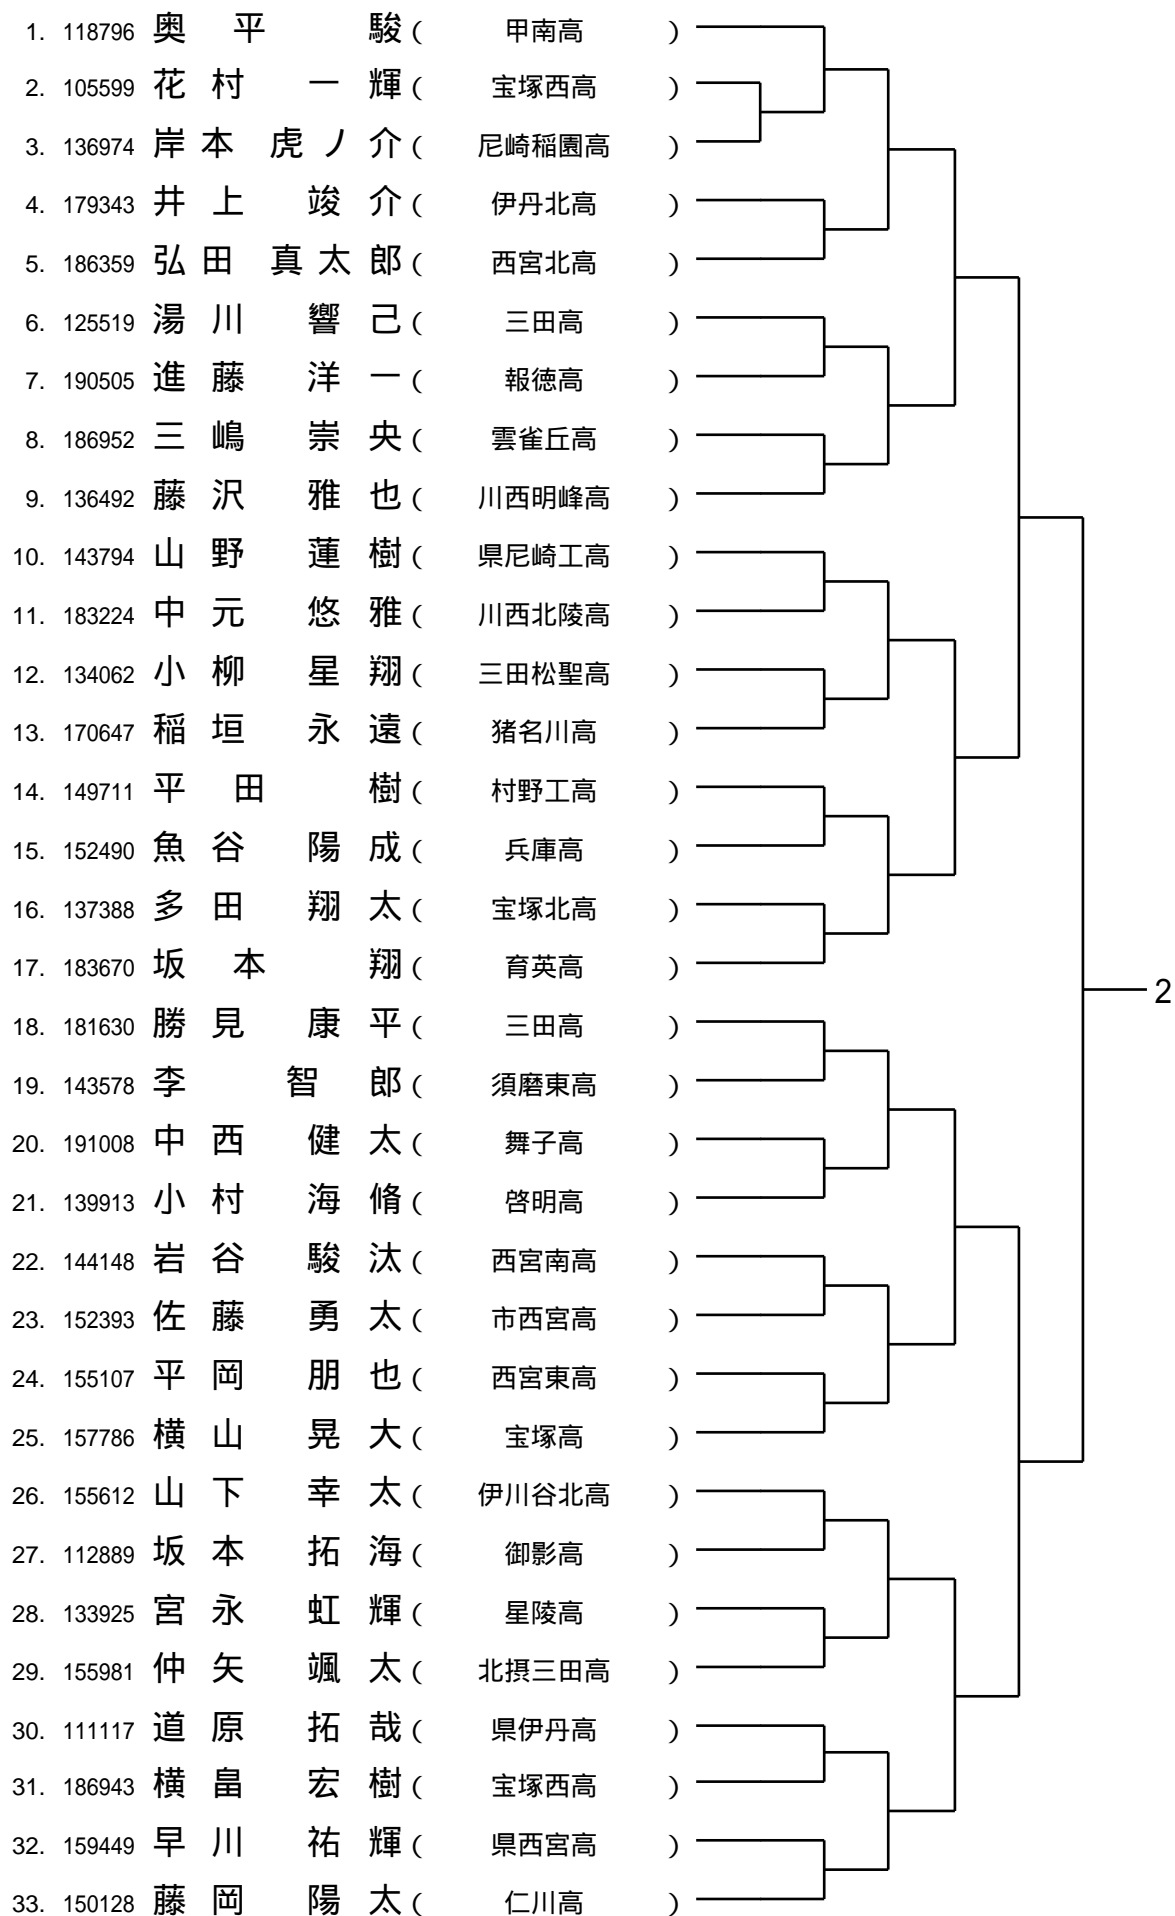 1. 118796 奥平 駿 ( 甲南高 )
2. 105599 花村 一輝 ( 宝塚西高 )
3. 136974 岸本 虎ノ介 ( 尼崎稲園高 )
4. 179343 井上 竣介 ( 伊丹北高 )
5. 186359 弘田 真太郎 ( 西宮北高 )
6. 125519 湯川 響己 ( 三田高 )
7. 190505 進藤 洋一 ( 報徳高 )
8. 186952 三嶋 崇央 ( 雲雀丘高 )
9. 136492 藤沢 雅也 ( 川西明峰高 )
10. 143794 山野 蓮樹 ( 県尼崎工高 )
11. 183224 中元 悠雅 ( 川西北陵高 )
12. 134062 小柳 星翔 ( 三田松聖高 )
13. 170647 稲垣 永遠 ( 猪名川高 )
14. 149711 平田 樹 ( 村野工高 )
15. 152490 魚谷 陽成 ( 兵庫高 )
16. 137388 多田 翔太 ( 宝塚北高 )
17. 183670 坂本 翔 ( 育英高 )
2
18. 181630 勝見 康平 ( 三田高 )
19. 143578 李 智郎 ( 須磨東高 )
20. 191008 中西 健太 ( 舞子高 )
21. 139913 小村 海脩 ( 啓明高 )
22. 144148 岩谷 駿汰 ( 西宮南高 )
23. 152393 佐藤 勇太 ( 市西宮高 )
24. 155107 平岡 朋也 ( 西宮東高 )
25. 157786 横山 晃大 ( 宝塚高 )
26. 155612 山下 幸太 ( 伊川谷北高 )
27. 112889 坂本 拓海 ( 御影高 )
28. 133925 宮永 虹輝 ( 星陵高 )
29. 155981 仲矢 颯太 ( 北摂三田高 )
30. 111117 道原 拓哉 ( 県伊丹高 )
31. 186943 横畠 宏樹 ( 宝塚西高 )
32. 159449 早川 祐輝 ( 県西宮高 )
33. 150128 藤岡 陽太 ( 仁川高 )